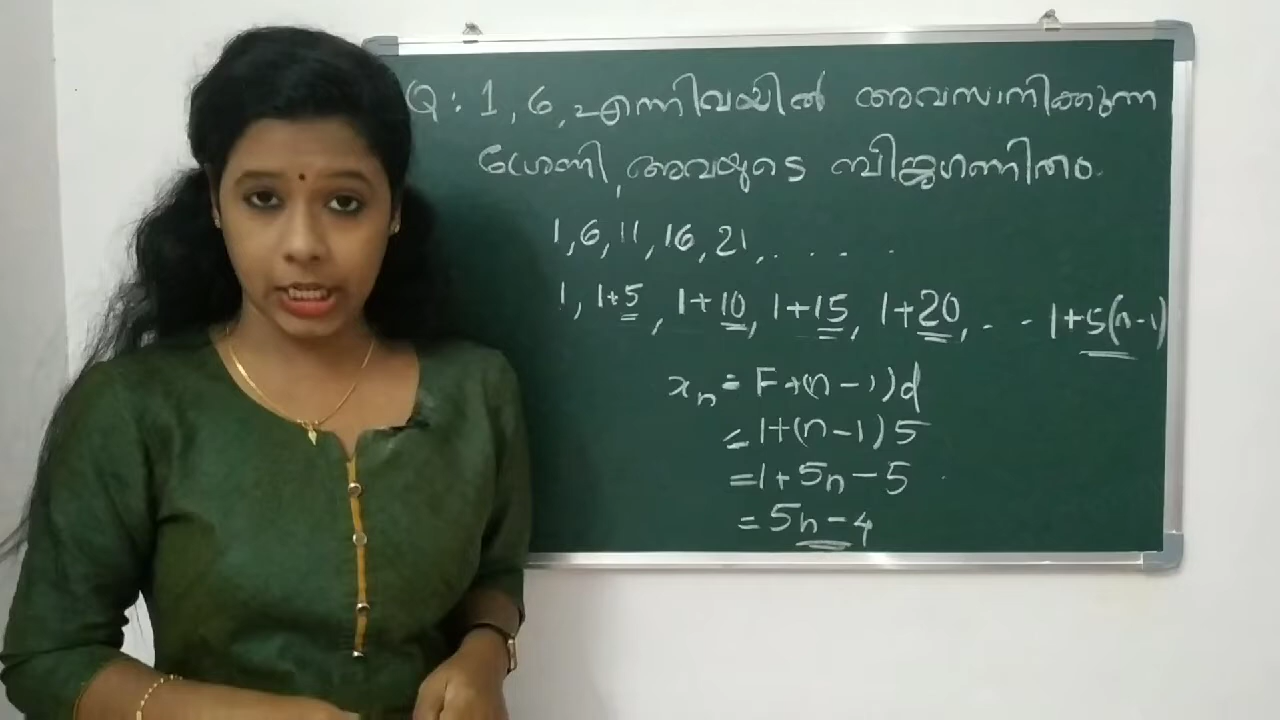 Q : 1, 6, എന്നിവയിൽ അവസാനിക്കുന്ന
ശ്രേണി, അവയുടെ ബീജഗണിതം.
1, 6, 11, 16, 21, . . . .
1, 1+5, 1+10, 1+15, 1+20, . - - 1+5(n-1)
xₙ = F+(n-1)d
= 1+(n-1)5
= 1+5n-5
= 5n-4